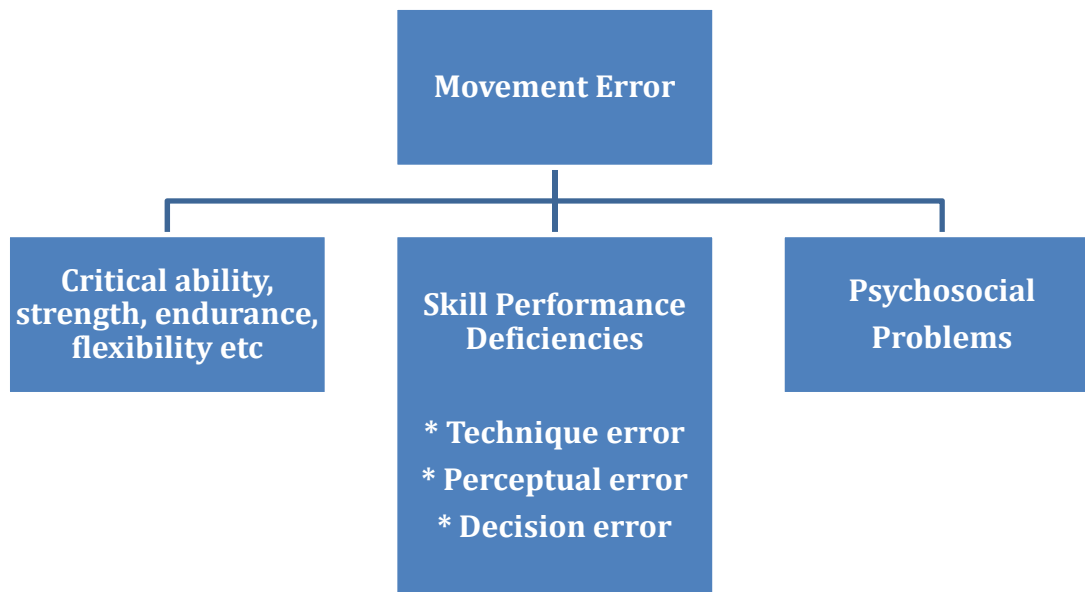 Movement Error
Critical ability,
strength, endurance,
flexibility etc
Skill Performance
Deficiencies
* Technique error
* Perceptual error
* Decision error
Psychosocial
Problems